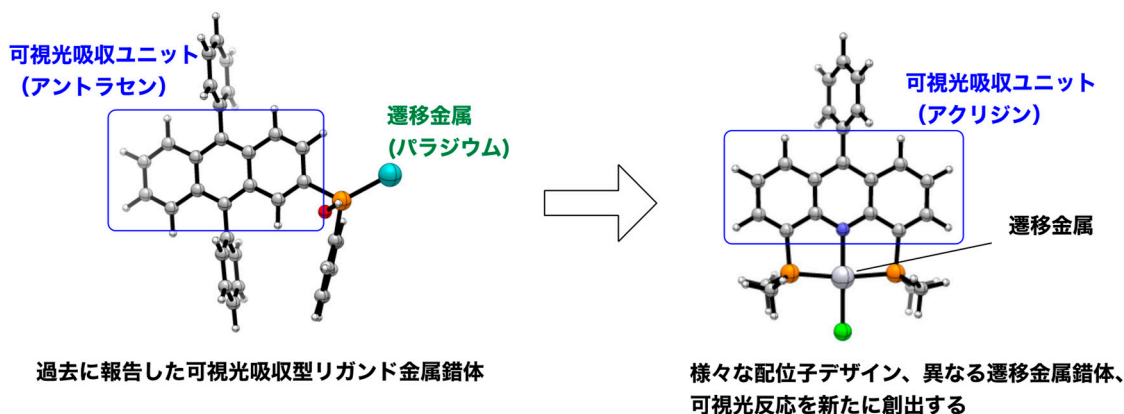 可視光吸収ユニット
（アントラセン）
遷移金属
(パラジウム)
過去に報告した可視光吸収型リガンド金属錯体
可視光吸収ユニット
（アクリジン）
遷移金属
様々な配位子デザイン、異なる遷移金属錯体、
可視光反応を新たに創出する